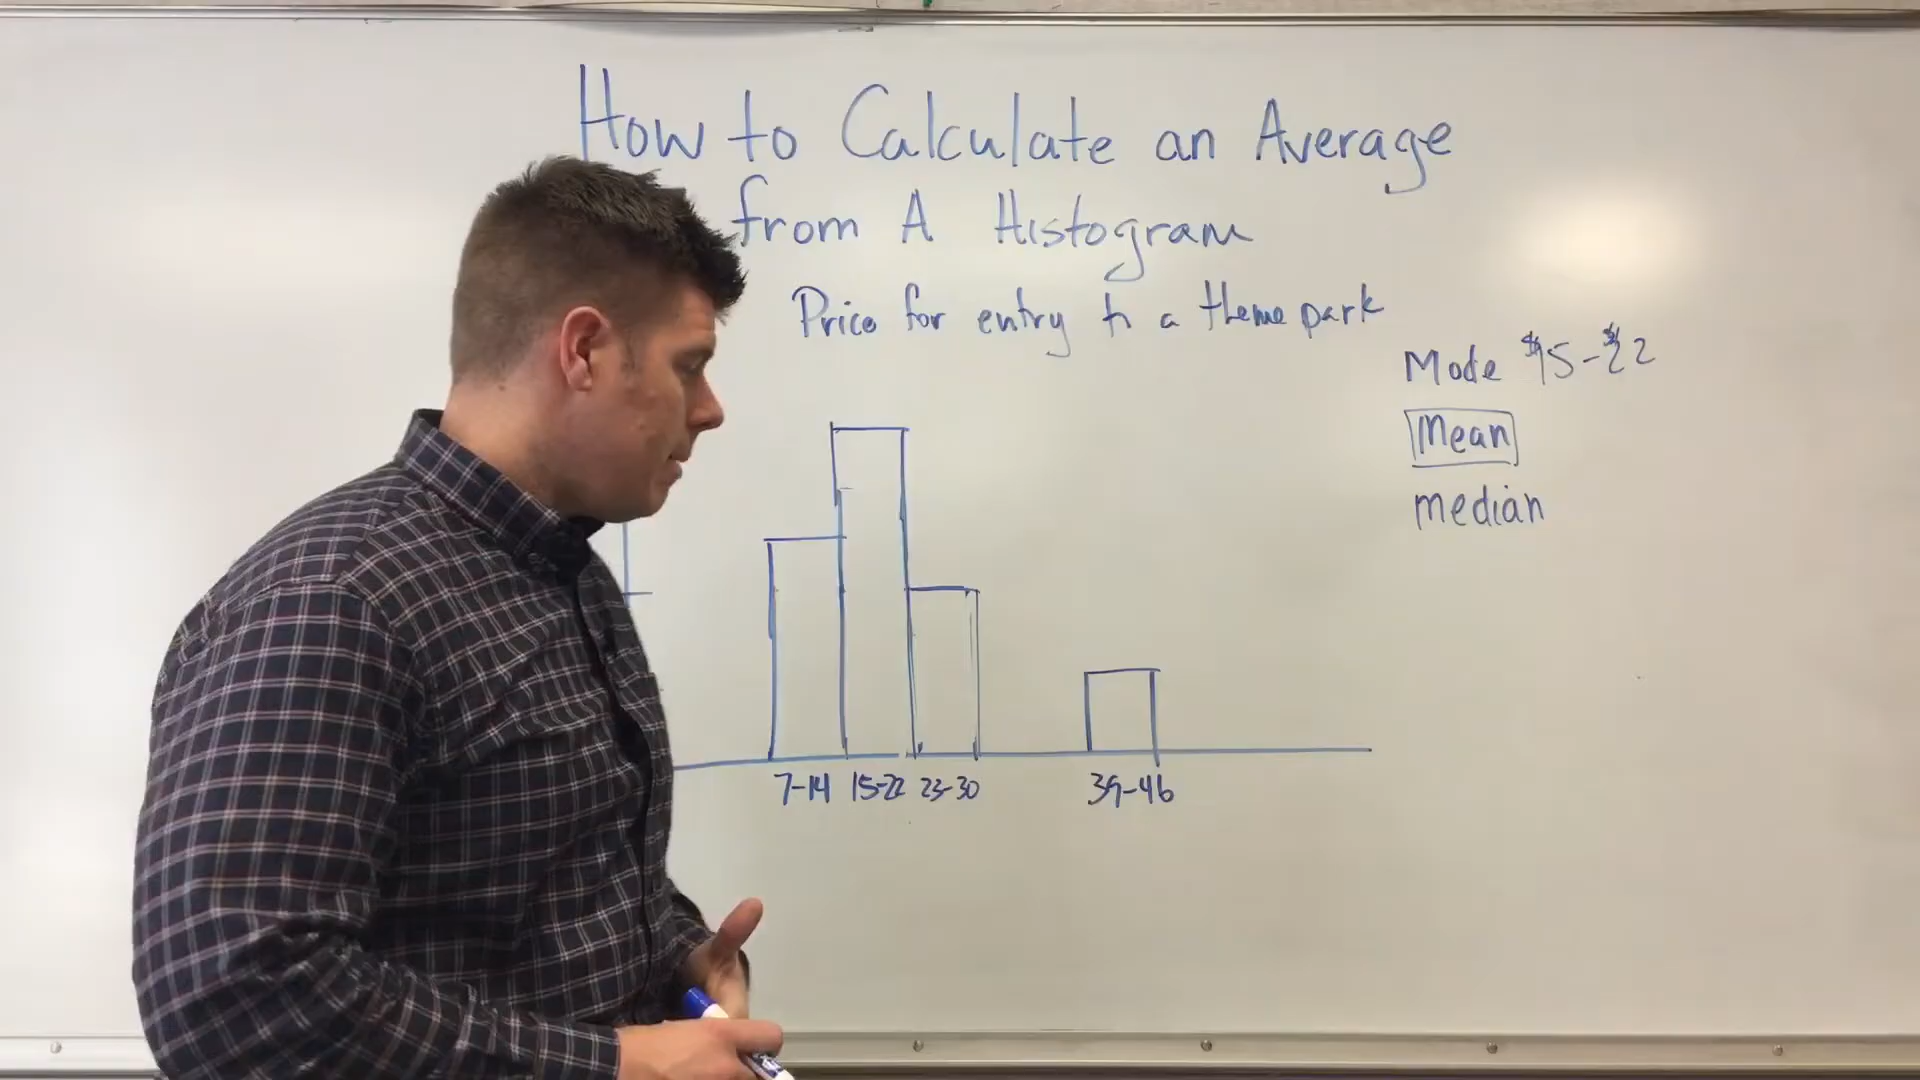 How to Calculate an Average
from A Histogram
Price for entry to a theme park
Mode $15-$22
Mean
median
7-14 15-22 23-30 39-46